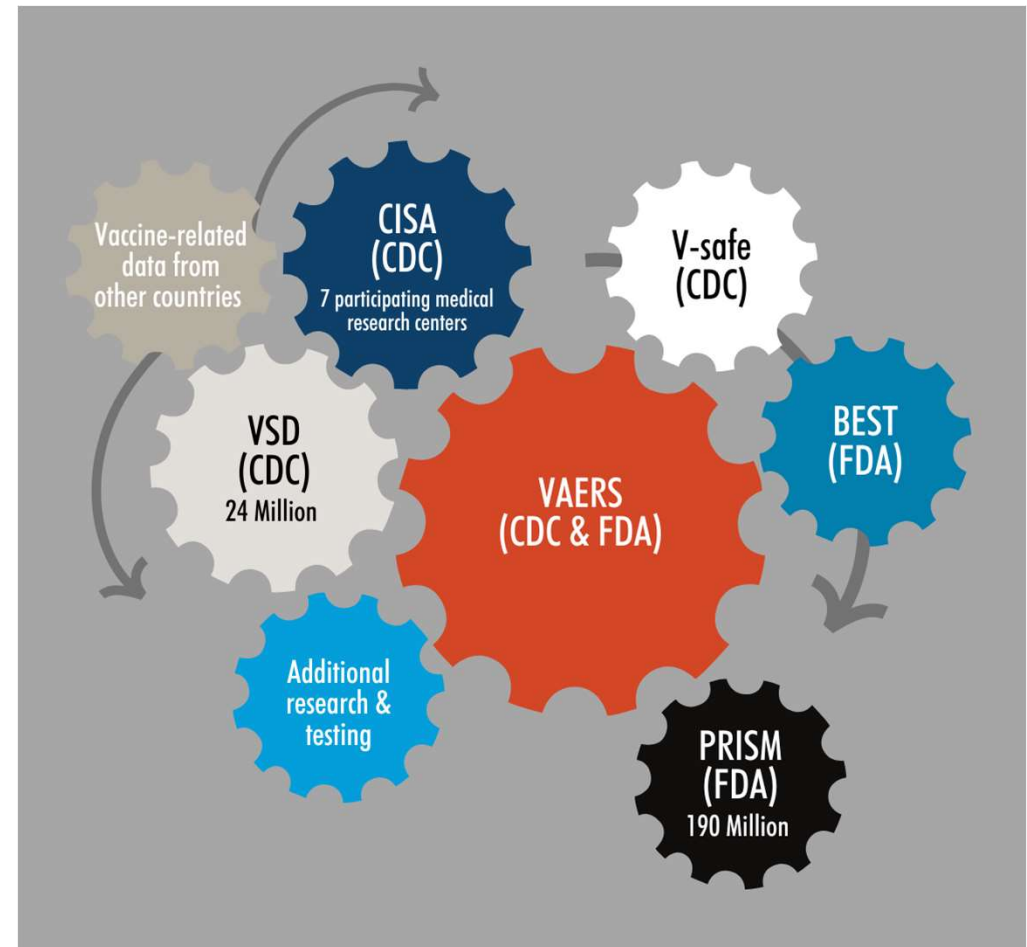 Vaccine-related
data from
other countries
CISA
(CDC)
7 participating medical
research centers
V-safe
(CDC)
VSD
(CDC)
24 Million
BEST
(FDA)
VAERS
(CDC & FDA)
Additional
research &
testing
PRISM
(FDA)
190 Million